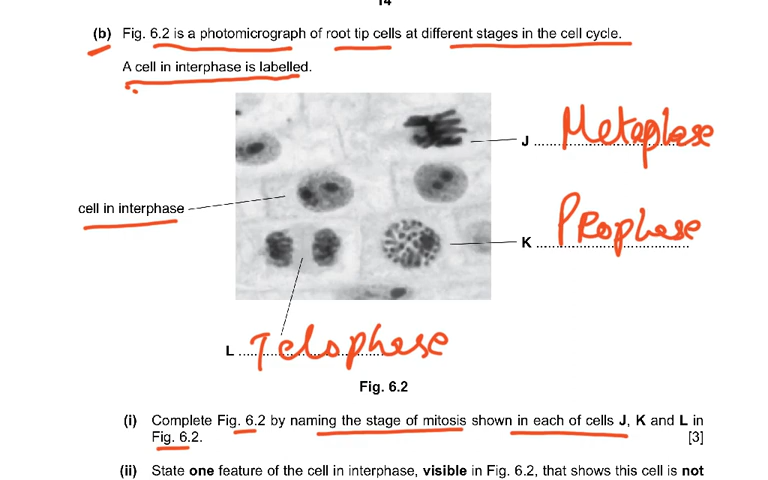 14
(b) Fig. 6.2 is a photomicrograph of root tip cells at different stages in the cell cycle.
A cell in interphase is labelled.
J Metaphase
cell in interphase
K Prophase
L Telophase
Fig. 6.2
(i) Complete Fig. 6.2 by naming the stage of mitosis shown in each of cells J, K and L in
Fig. 6.2. [3]
(ii) State one feature of the cell in interphase, visible in Fig. 6.2, that shows this cell is not